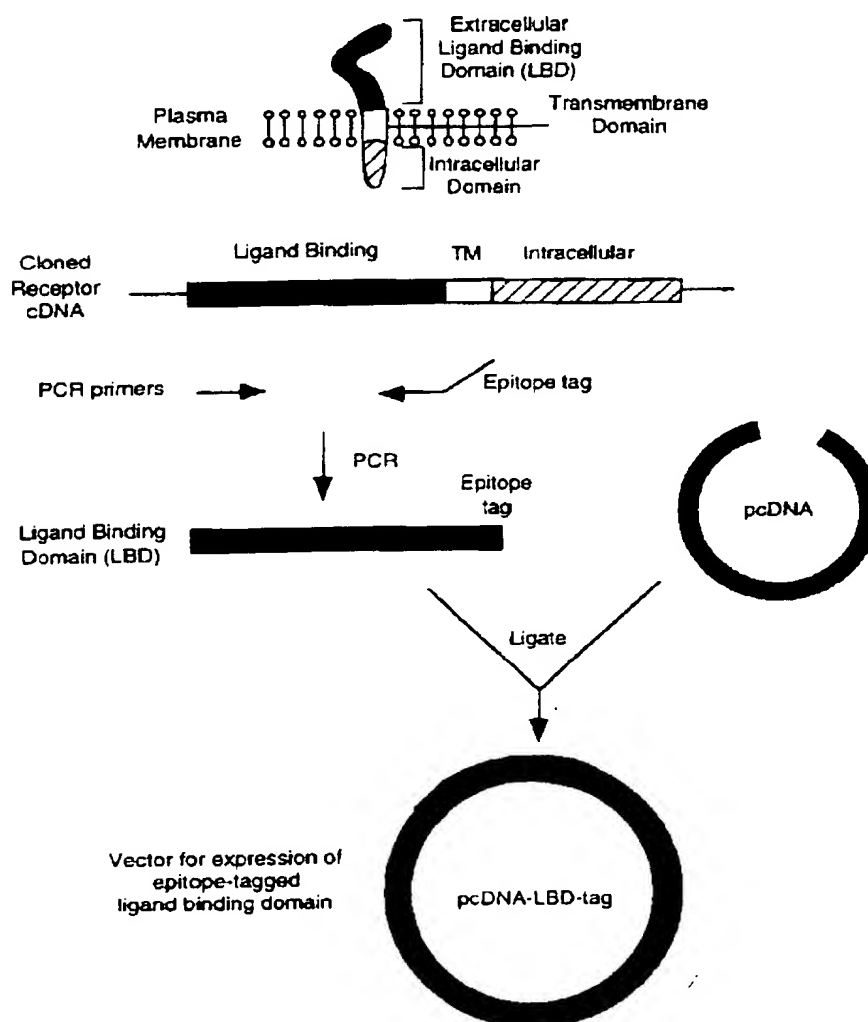 Extracellular
Ligand Binding
Domain (LBD)
Plasma
Membrane
Transmembrane
Domain
Intracellular
Domain
Ligand Binding
TM
Intracellular
Cloned
Receptor
cDNA
PCR primers
Epitope tag
PCR
pcDNA
Epitope
tag
Ligand Binding
Domain (LBD)
Ligate
Vector for expression of
epitope-tagged
ligand binding domain
pcDNA-LBD-tag